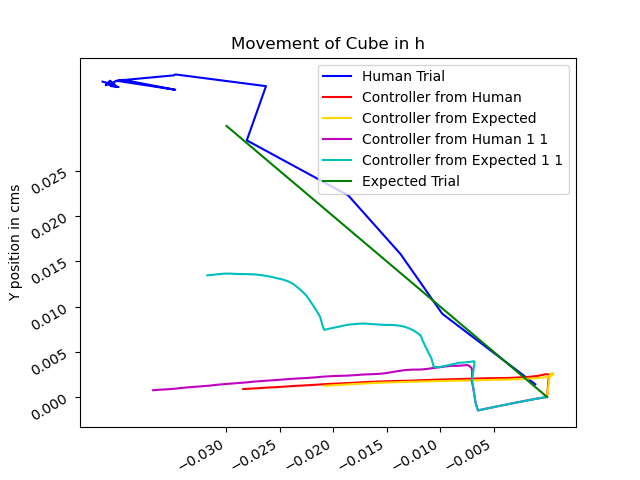 Movement of Cube in h
Human Trial
Controller from Human
Controller from Expected
Controller from Human 1 1
Controller from Expected 1 1
Expected Trial
Y position in cms
0.025
0.020
0.015
0.010
0.005
0.000
−0.030
−0.025
−0.020
−0.015
−0.010
−0.005